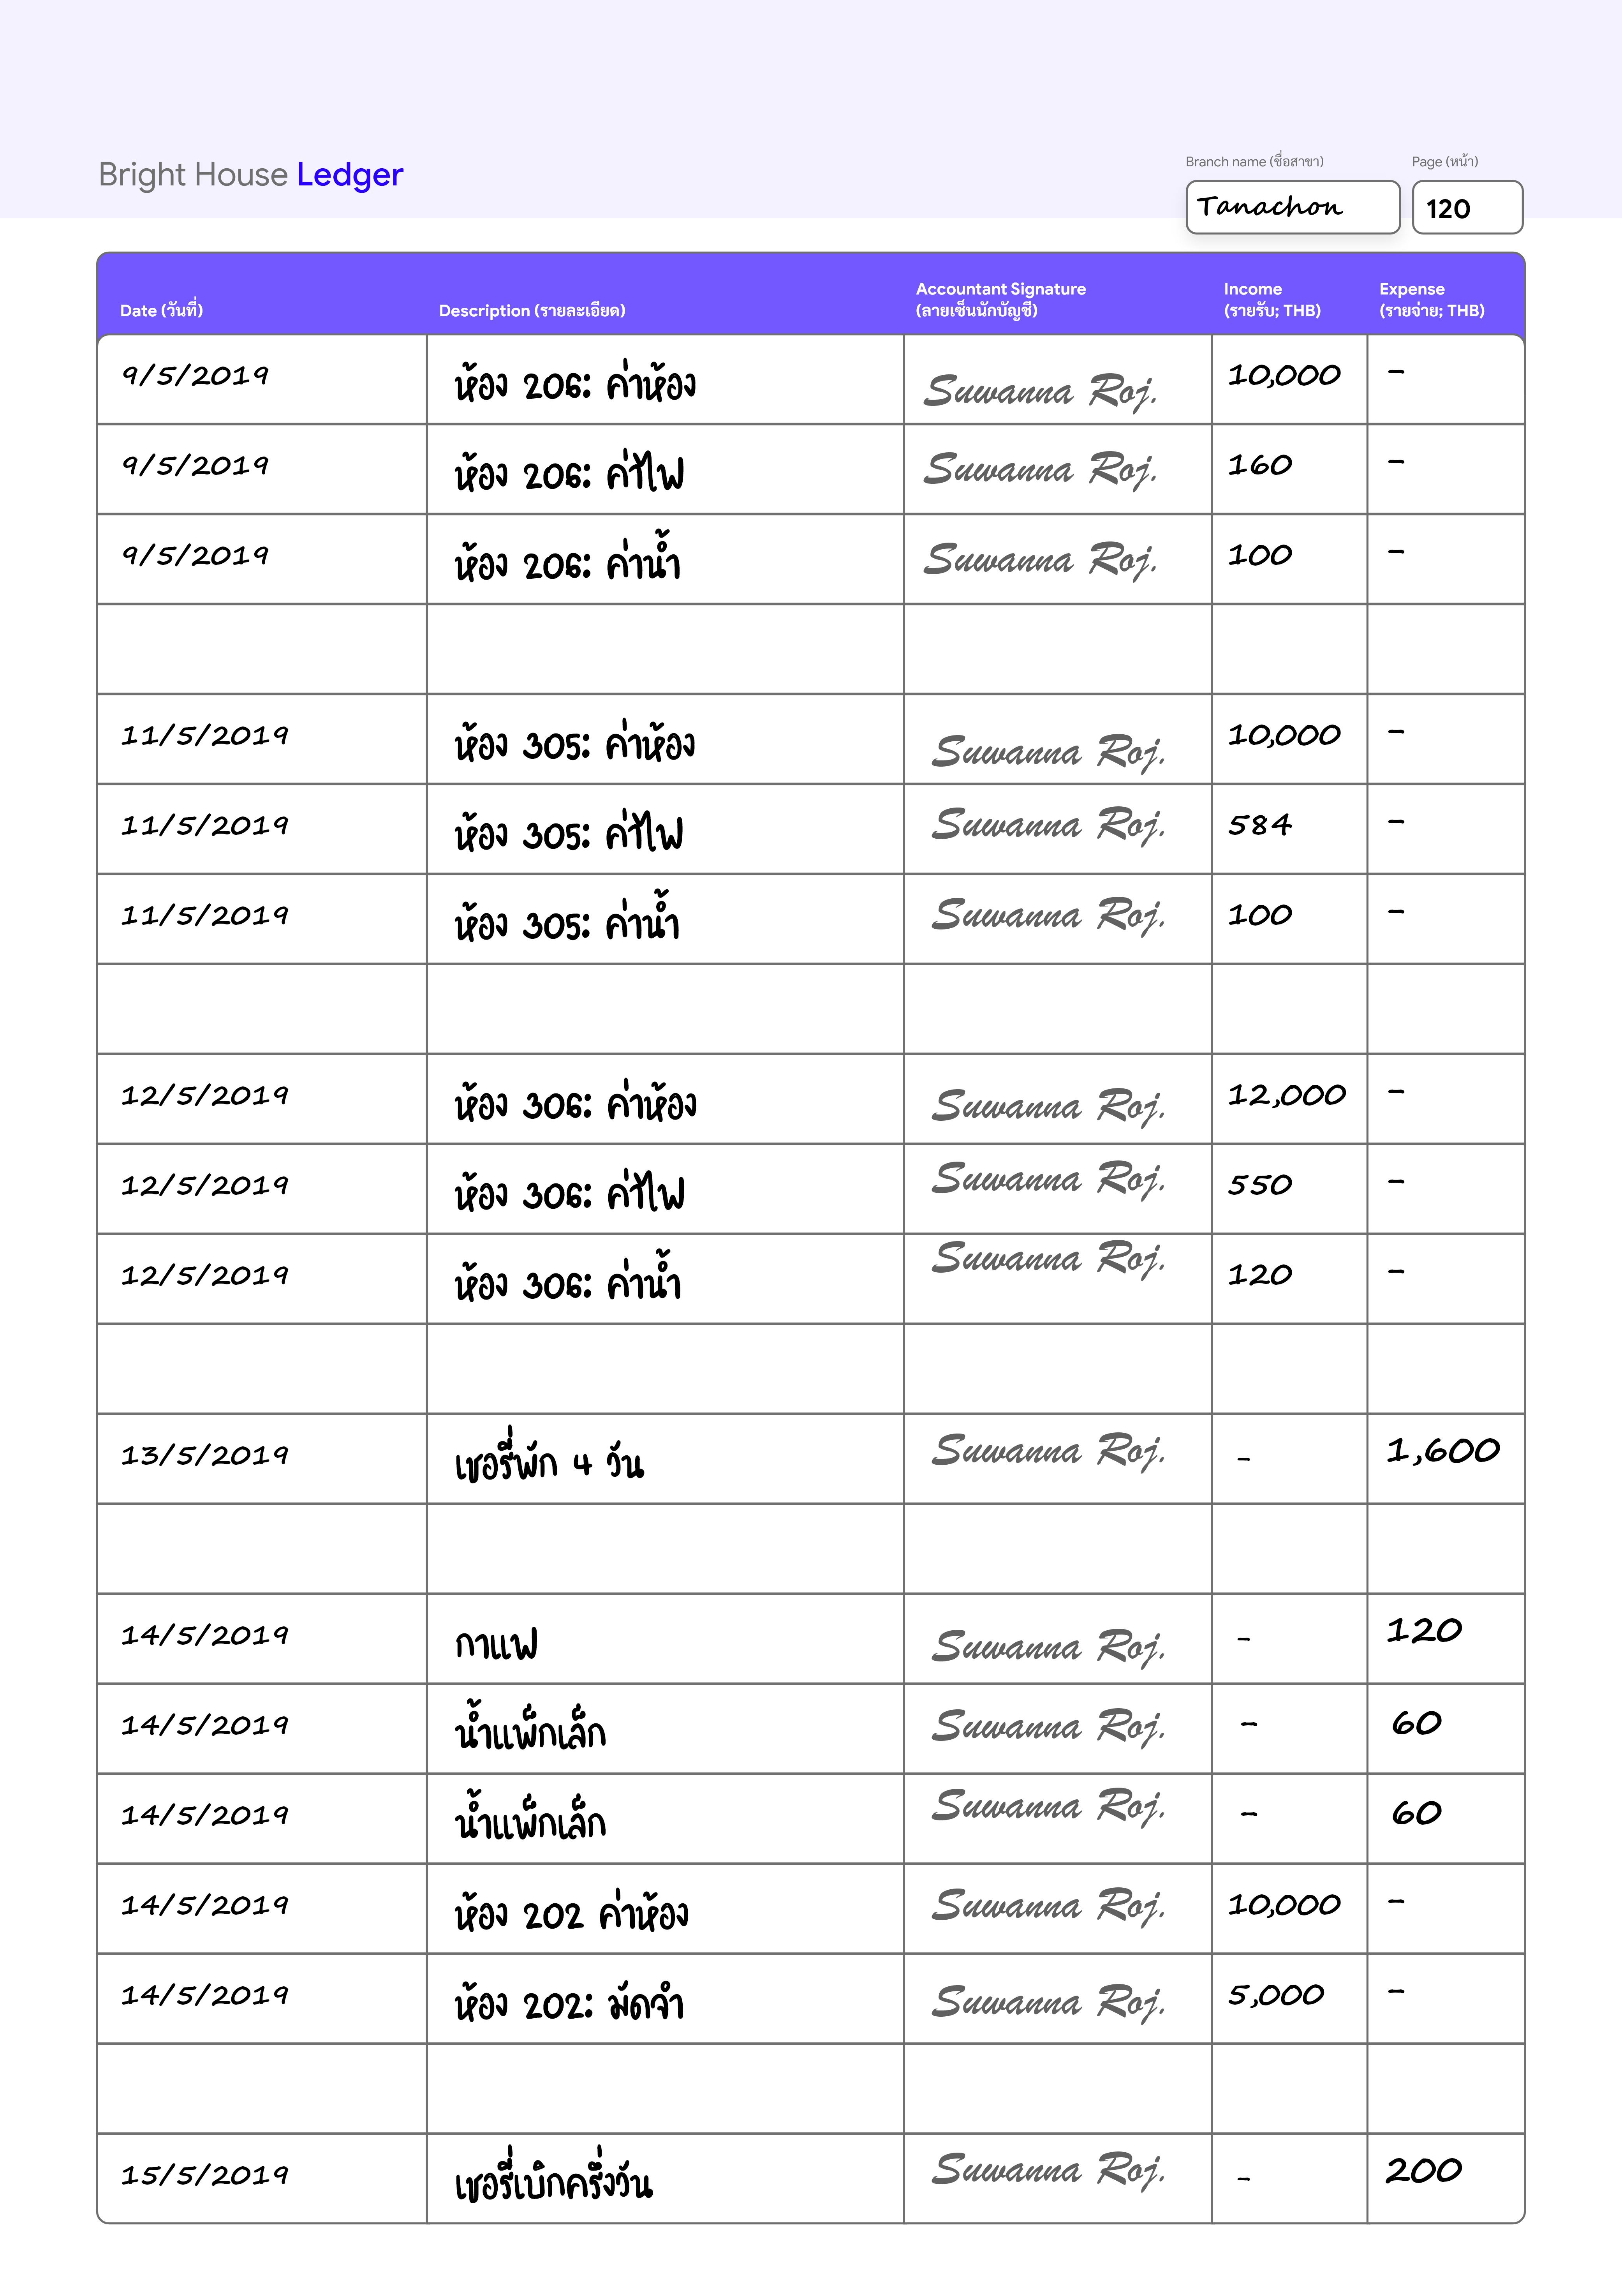 Bright House Ledger
Branch name (ชื่อสาขา) Page (หน้า)
Tanachon 120
Date (วันที่) Description (รายละเอียด) Accountant Signature (ลายเซ็นนักบัญชี) Income (รายรับ; THB) Expense (รายจ่าย; THB)
9/5/2019 ห้อง 206: ค่าห้อง Suwanna Roj. 10,000 -
9/5/2019 ห้อง 206: ค่าไฟ Suwanna Roj. 160 -
9/5/2019 ห้อง 206: ค่าน้ำ Suwanna Roj. 100 -
11/5/2019 ห้อง 305: ค่าห้อง Suwanna Roj. 10,000 -
11/5/2019 ห้อง 305: ค่าไฟ Suwanna Roj. 584 -
11/5/2019 ห้อง 305: ค่าน้ำ Suwanna Roj. 100 -
12/5/2019 ห้อง 306: ค่าห้อง Suwanna Roj. 12,000 -
12/5/2019 ห้อง 306: ค่าไฟ Suwanna Roj. 550 -
12/5/2019 ห้อง 306: ค่าน้ำ Suwanna Roj. 120 -
13/5/2019 เชอรี่พัก 4 วัน Suwanna Roj. - 1,600
14/5/2019 กาแฟ Suwanna Roj. - 120
14/5/2019 น้ำแพ็กเล็ก Suwanna Roj. - 60
14/5/2019 น้ำแพ็กเล็ก Suwanna Roj. - 60
14/5/2019 ห้อง 202 ค่าห้อง Suwanna Roj. 10,000 -
14/5/2019 ห้อง 202: มัดจำ Suwanna Roj. 5,000 -
15/5/2019 เชอรี่เบิกครึ่งวัน Suwanna Roj. - 200